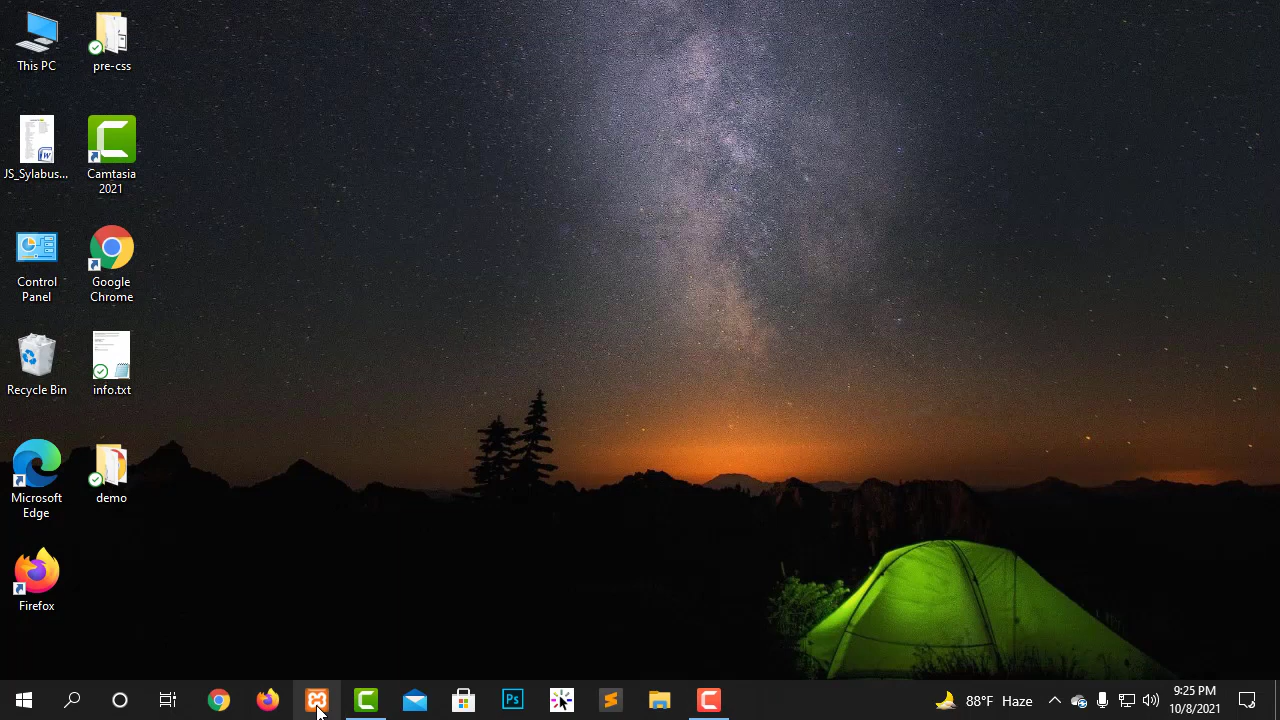 This PC
pre-css
JS_Sylabus...
Camtasia
2021
Control
Panel
Google
Chrome
Recycle Bin
info.txt
Microsoft
Edge
demo
Firefox
Ps
88°F Haze
9:25 PM
10/8/2021